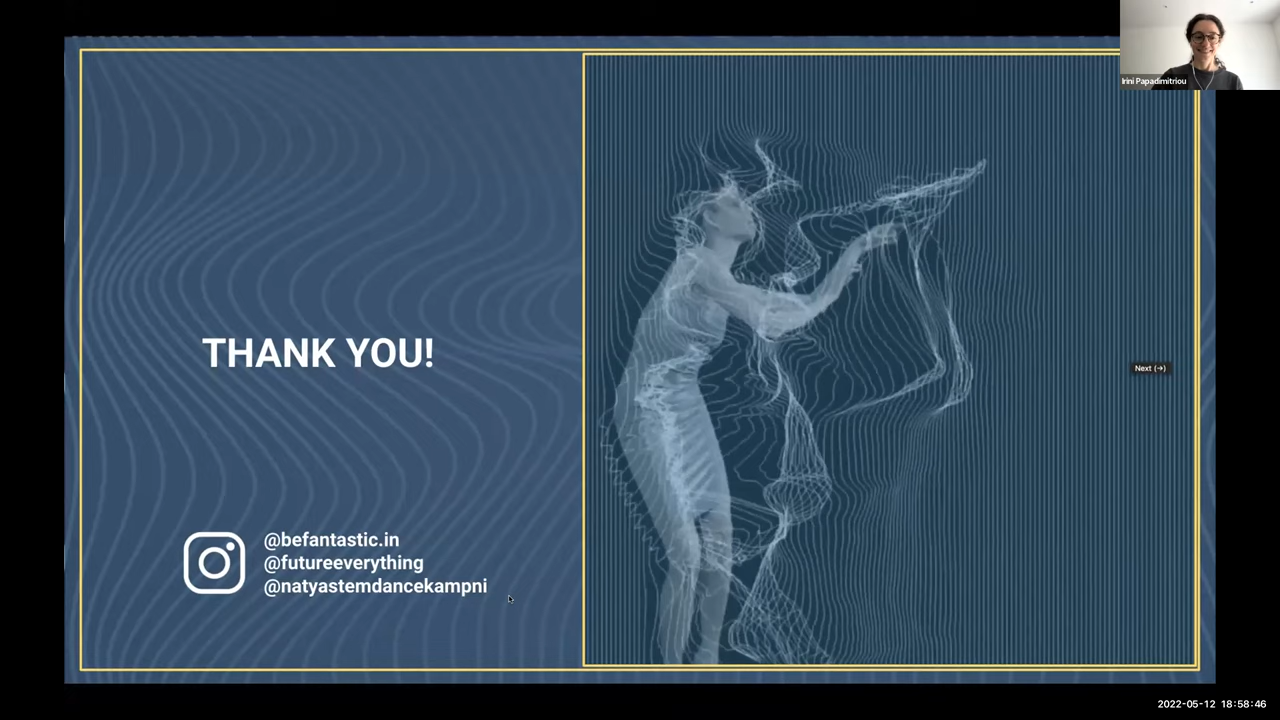 Irini Papadimitriou
THANK YOU!
Next (→)
@befantastic.in
@futureeverything
@natyastemdancekampni
2022-05-12 18:58:46